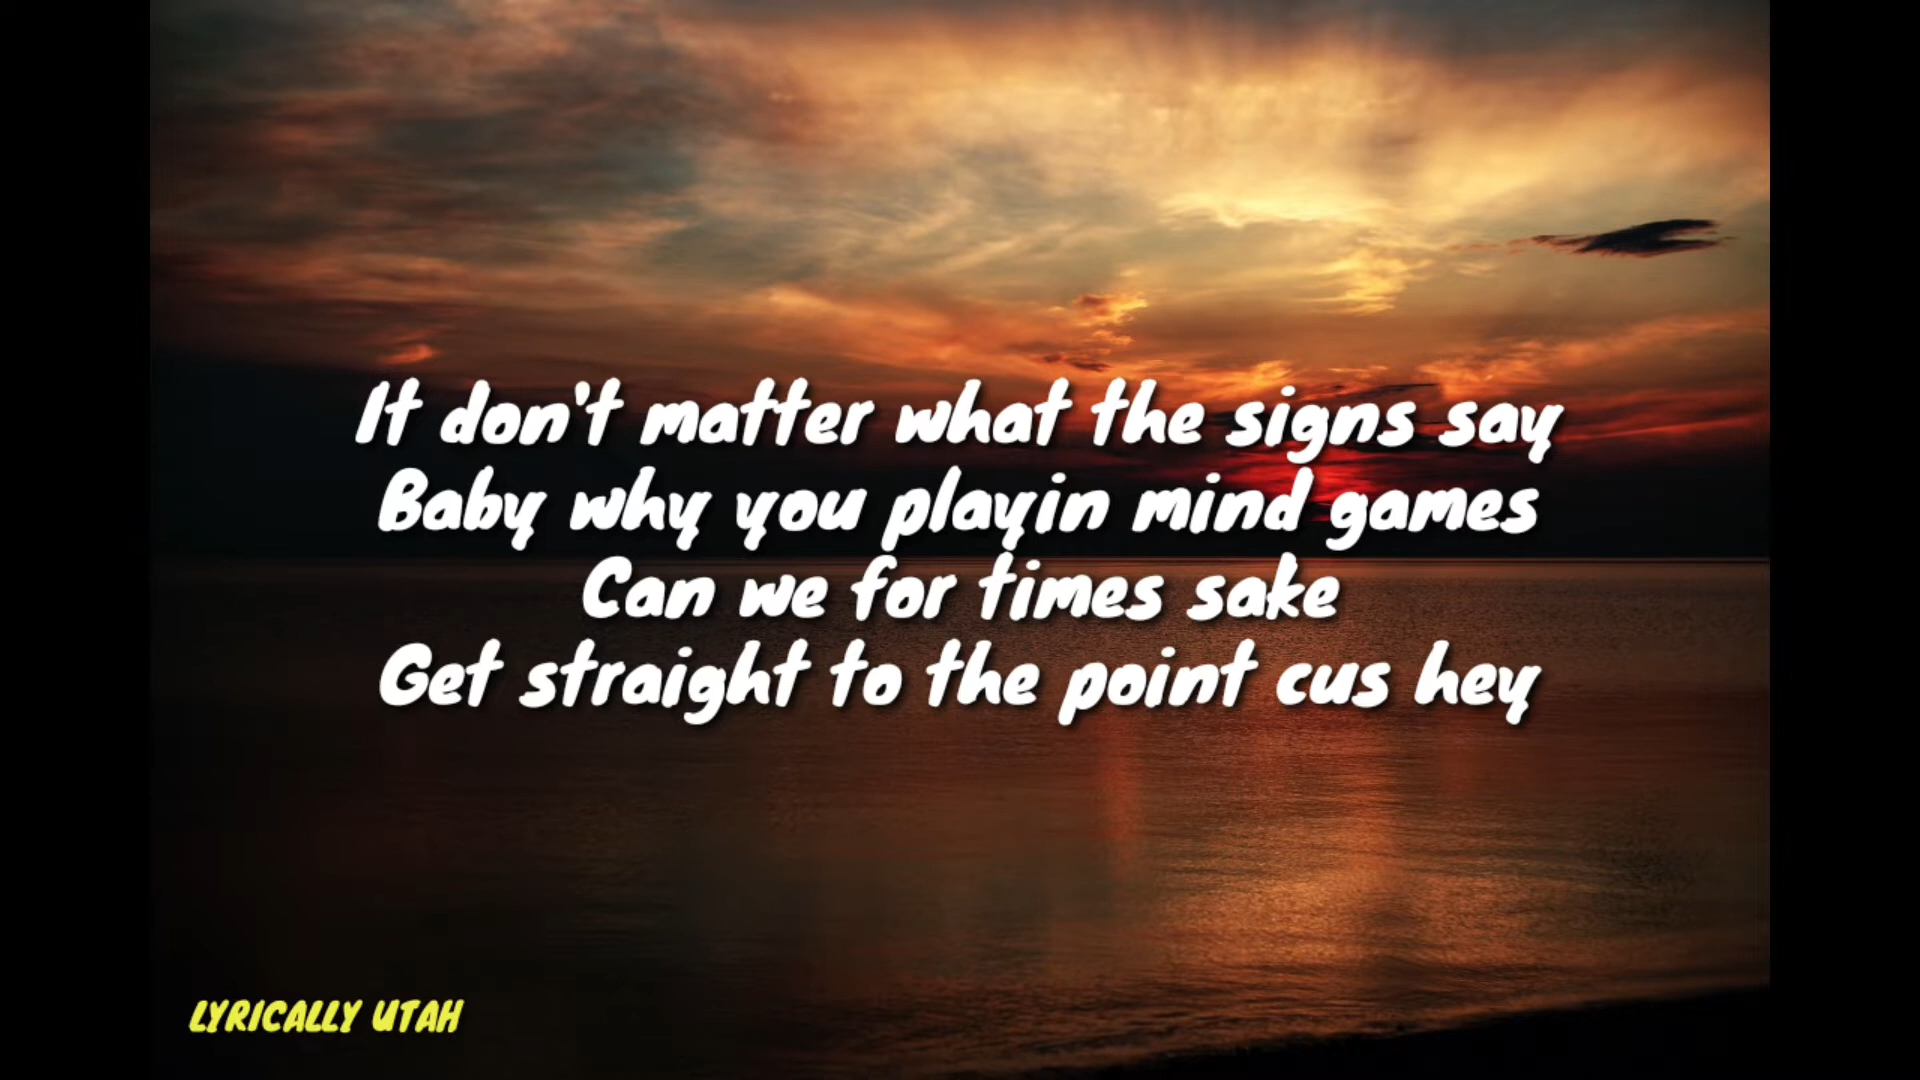 It don't matter what the signs say
Baby why you playin mind games
Can we for times sake
Get straight to the point cus hey
LYRICALLY UTAH